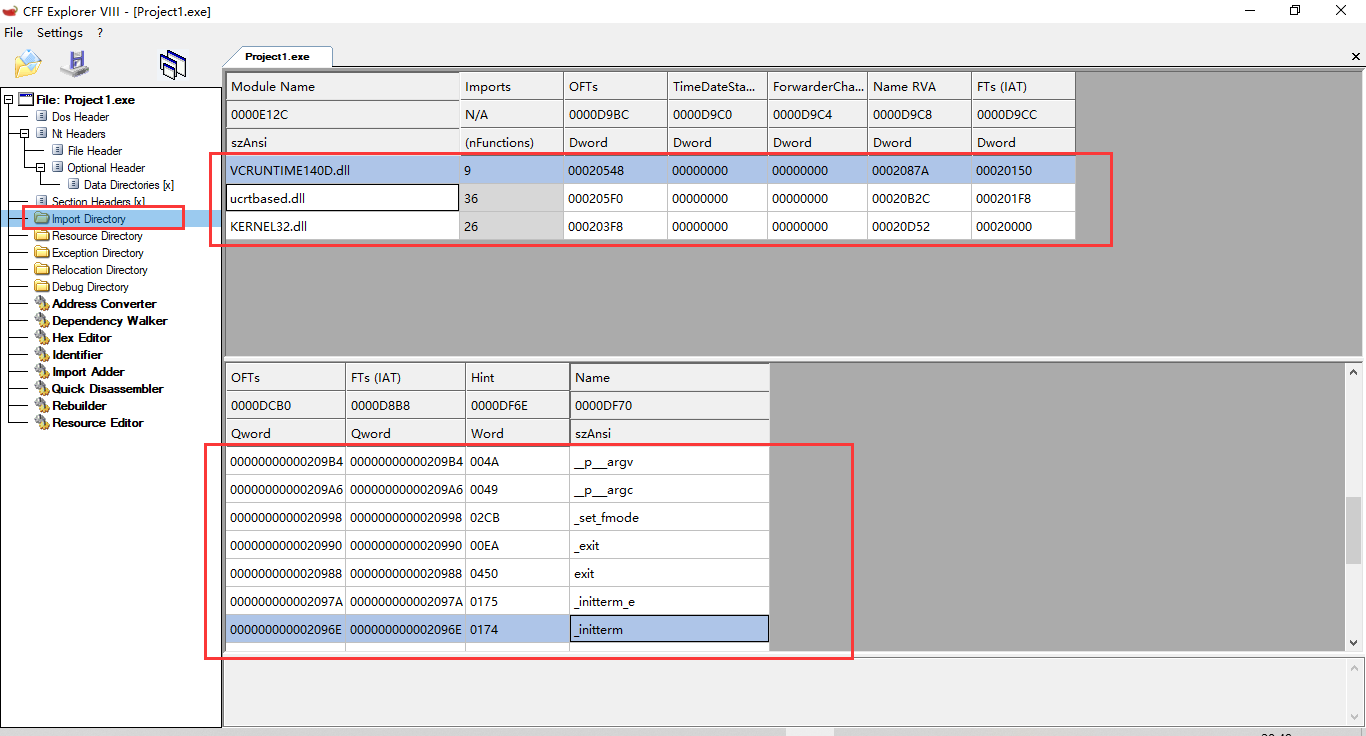 CFF Explorer VIII - [Project1.exe]
File Settings ?
Project1.exe
File: Project1.exe
Dos Header
Nt Headers
File Header
Optional Header
Data Directories [x]
Section Headers [x]
Import Directory
Resource Directory
Exception Directory
Relocation Directory
Debug Directory
Address Converter
Dependency Walker
Hex Editor
Identifier
Import Adder
Quick Disassembler
Rebuilder
Resource Editor
Module Name Imports OFTs TimeDateSta... ForwarderCha... Name RVA FTs (IAT)
0000E12C N/A 0000D9BC 0000D9C0 0000D9C4 0000D9C8 0000D9CC
szAnsi (nFunctions) Dword Dword Dword Dword Dword
VCRUNTIME140D.dll 9 00020548 00000000 00000000 0002087A 00020150
ucrtbased.dll 36 000205F0 00000000 00000000 00020B2C 000201F8
KERNEL32.dll 26 000203F8 00000000 00000000 00020D52 00020000
OFTs FTs (IAT) Hint Name
0000DCB0 0000D8B8 0000DF6E 0000DF70
Qword Qword Word szAnsi
00000000000209B4 00000000000209B4 004A __p___argv
00000000000209A6 00000000000209A6 0049 __p___argc
0000000000020998 0000000000020998 02CB _set_fmode
0000000000020990 0000000000020990 00EA _exit
0000000000020988 0000000000020988 0450 exit
000000000002097A 000000000002097A 0175 _initterm_e
000000000002096E 000000000002096E 0174 _initterm